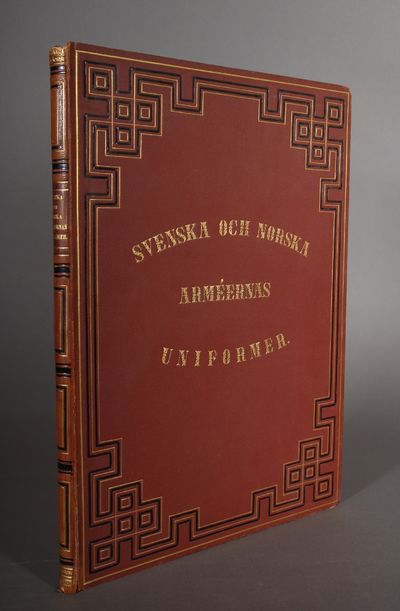 SVENSKA OCH NORSKA
ARMÉERNAS
UNIFORMER.